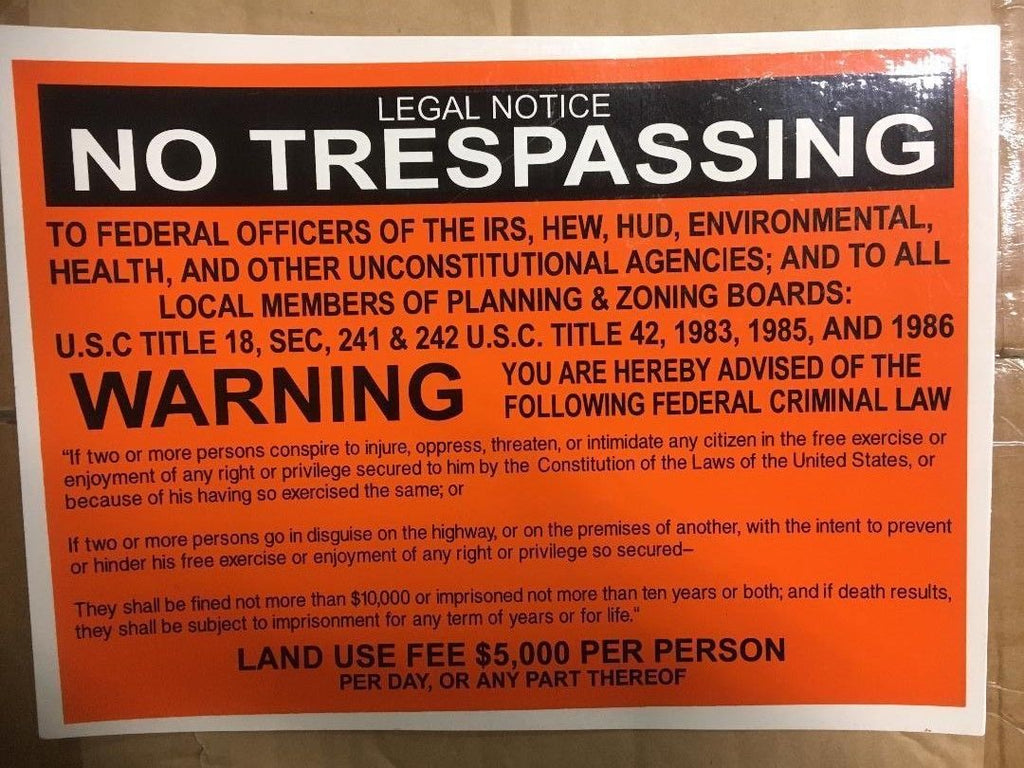 LEGAL NOTICE
NO TRESPASSING
TO FEDERAL OFFICERS OF THE IRS, HEW, HUD, ENVIRONMENTAL,
HEALTH, AND OTHER UNCONSTITUTIONAL AGENCIES; AND TO ALL
LOCAL MEMBERS OF PLANNING & ZONING BOARDS:
U.S.C TITLE 18, SEC, 241 & 242 U.S.C. TITLE 42, 1983, 1985, AND 1986
WARNING
YOU ARE HEREBY ADVISED OF THE
FOLLOWING FEDERAL CRIMINAL LAW
“If two or more persons conspire to injure, oppress, threaten, or intimidate any citizen in the free exercise or
enjoyment of any right or privilege secured to him by the Constitution of the Laws of the United States, or
because of his having so exercised the same; or
If two or more persons go in disguise on the highway, or on the premises of another, with the intent to prevent
or hinder his free exercise or enjoyment of any right or privilege so secured–
They shall be fined not more than $10,000 or imprisoned not more than ten years or both; and if death results,
they shall be subject to imprisonment for any term of years or for life.“
LAND USE FEE $5,000 PER PERSON
PER DAY, OR ANY PART THEREOF